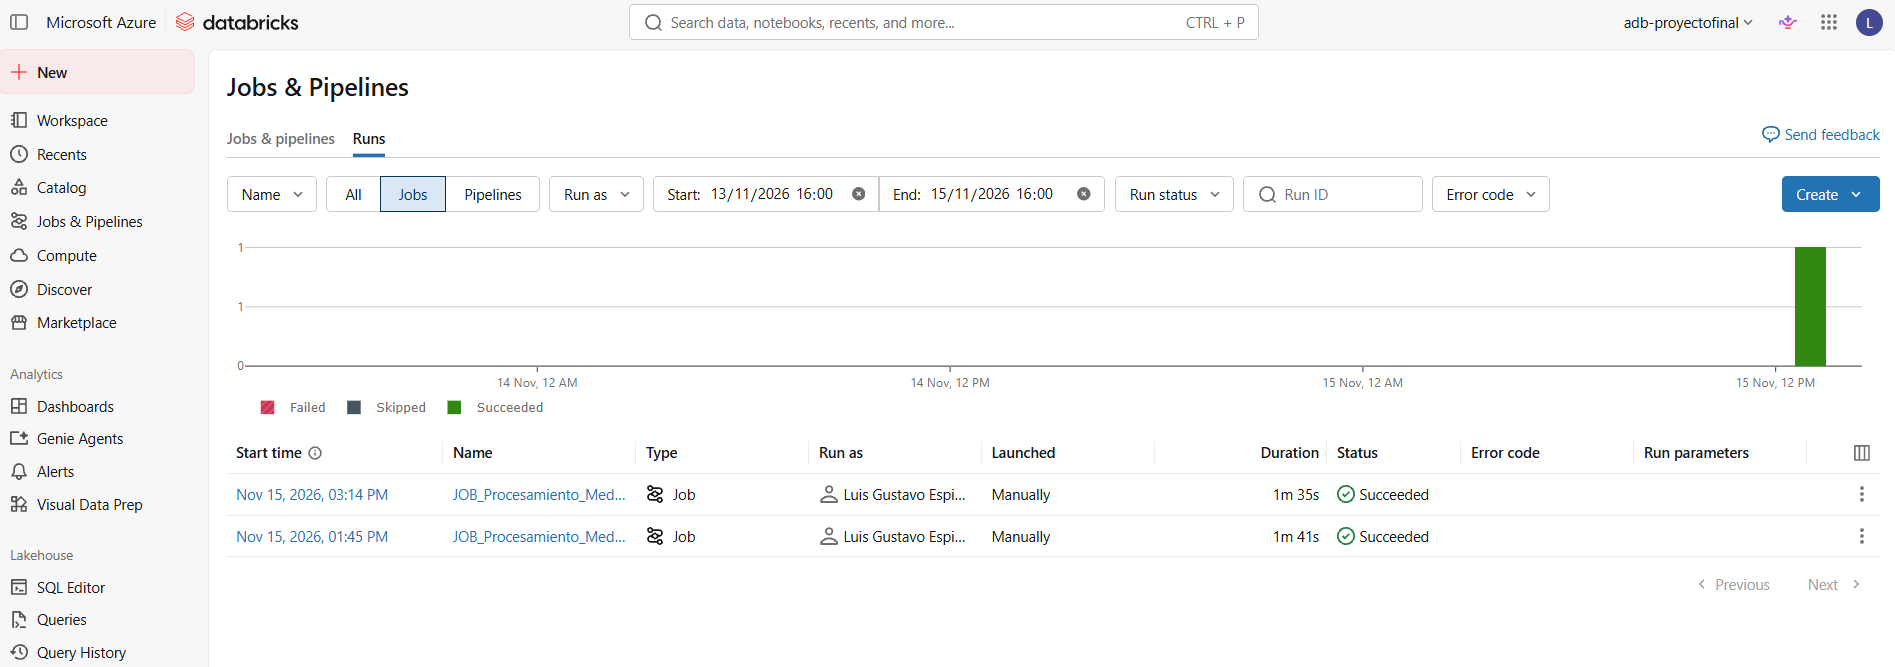 Microsoft Azure databricks Search data, notebooks, recents, and more... CTRL + P adb-proyectofinal L
New
Workspace
Recents
Catalog
Jobs & Pipelines
Compute
Discover
Marketplace
Analytics
Dashboards
Genie Agents
Alerts
Visual Data Prep
Lakehouse
SQL Editor
Queries
Query History
Jobs & Pipelines
Jobs & pipelines Runs Send feedback
Name All Jobs Pipelines Run as Start: 13/11/2026 16:00 End: 15/11/2026 16:00 Run status Run ID Error code Create
1
1
0
14 Nov, 12 AM 14 Nov, 12 PM 15 Nov, 12 AM 15 Nov, 12 PM
Failed Skipped Succeeded
Start time Name Type Run as Launched Duration Status Error code Run parameters
Nov 15, 2026, 03:14 PM JOB_Procesamiento_Med... Job Luis Gustavo Espi... Manually 1m 35s Succeeded
Nov 15, 2026, 01:45 PM JOB_Procesamiento_Med... Job Luis Gustavo Espi... Manually 1m 41s Succeeded
Previous Next